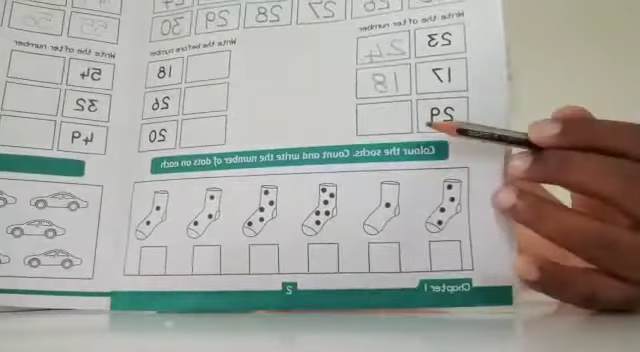 27 28 29 30
Write the after number
23 24
17 18
29
Write the before number
18
26
20
Write the after number
54
32
49
Colour the socks. Count and write the number of dots on each
Chapter 1
2